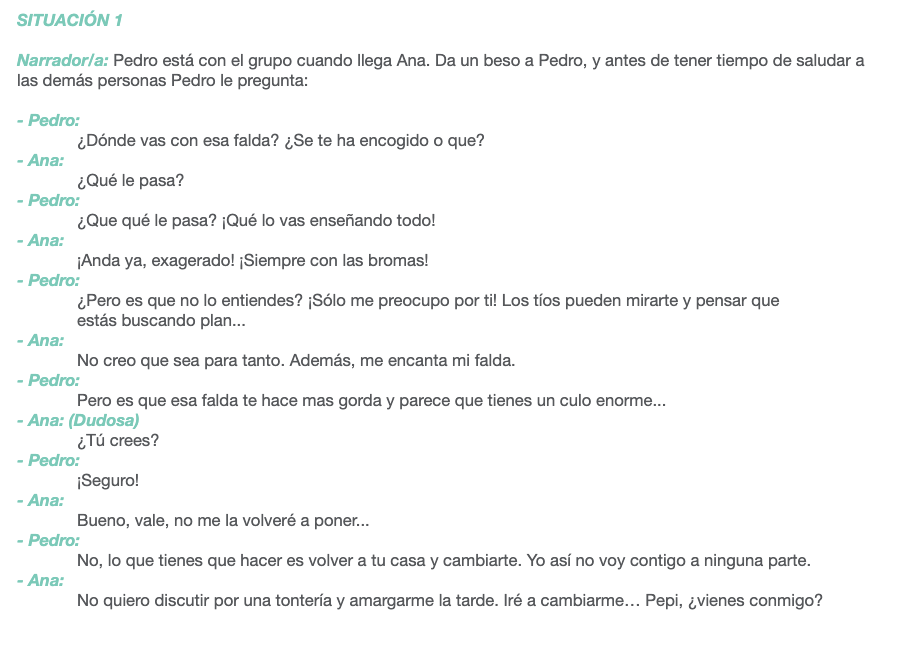 SITUACIÓN 1
Narrador/a: Pedro está con el grupo cuando llega Ana. Da un beso a Pedro, y antes de tener tiempo de saludar a
las demás personas Pedro le pregunta:
- Pedro:
¿Dónde vas con esa falda? ¿Se te ha encogido o que?
- Ana:
¿Qué le pasa?
- Pedro:
¿Que qué le pasa? ¡Qué lo vas enseñando todo!
- Ana:
¡Anda ya, exagerado! ¡Siempre con las bromas!
- Pedro:
¿Pero es que no lo entiendes? ¡Sólo me preocupo por ti! Los tíos pueden mirarte y pensar que
estás buscando plan...
- Ana:
No creo que sea para tanto. Además, me encanta mi falda.
- Pedro:
Pero es que esa falda te hace mas gorda y parece que tienes un culo enorme...
- Ana: (Dudosa)
¿Tú crees?
- Pedro:
¡Seguro!
- Ana:
Bueno, vale, no me la volveré a poner...
- Pedro:
No, lo que tienes que hacer es volver a tu casa y cambiarte. Yo así no voy contigo a ninguna parte.
- Ana:
No quiero discutir por una tontería y amargarme la tarde. Iré a cambiarme… Pepi, ¿vienes conmigo?